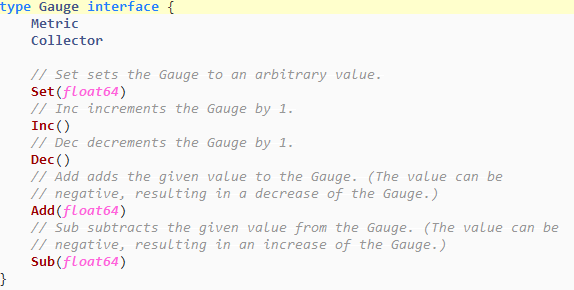 type Gauge interface {
Metric
Collector
// Set sets the Gauge to an arbitrary value.
Set(float64)
// Inc increments the Gauge by 1.
Inc()
// Dec decrements the Gauge by 1.
Dec()
// Add adds the given value to the Gauge. (The value can be
// negative, resulting in a decrease of the Gauge.)
Add(float64)
// Sub subtracts the given value from the Gauge. (The value can be
// negative, resulting in an increase of the Gauge.)
Sub(float64)
}